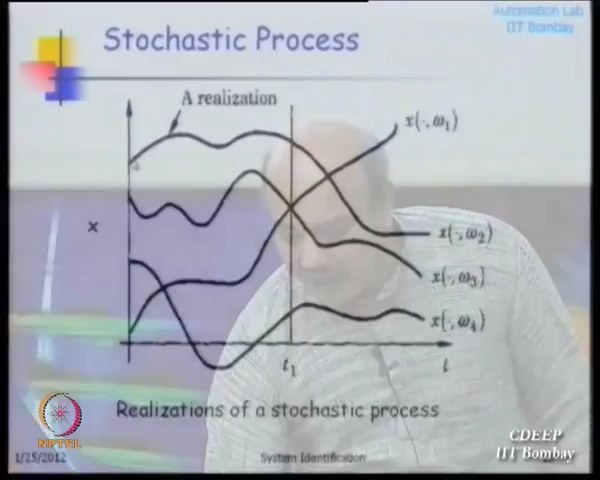 Automation Lab
IIT Bombay
Stochastic Process
A realization
x(·,ω₁)
x
x(·,ω₂)
x(·,ω₃)
x(·,ω₄)
t₁
t
Realizations of a stochastic process
NPTEL
CDEEP
IIT Bombay
1/25/2012
System Identification